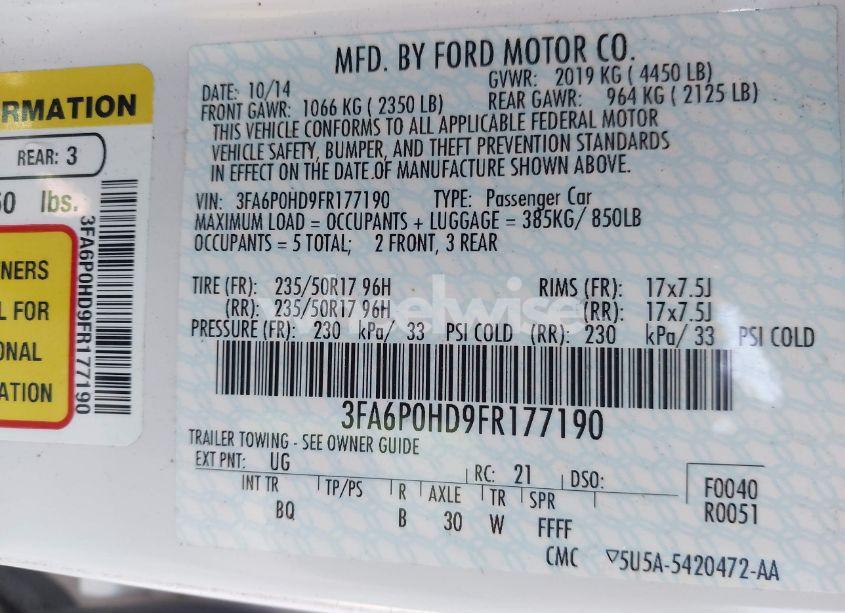 RMATION
REAR: 3
50 lbs.
3FA6P0HD9FR177190
NERS
L FOR
ONAL
ATION
MFD. BY FORD MOTOR CO.
DATE: 10/14 GVWR: 2019 KG ( 4450 LB)
FRONT GAWR: 1066 KG ( 2350 LB) REAR GAWR: 964 KG ( 2125 LB)
THIS VEHICLE CONFORMS TO ALL APPLICABLE FEDERAL MOTOR
VEHICLE SAFETY, BUMPER, AND THEFT PREVENTION STANDARDS
IN EFFECT ON THE DATE OF MANUFACTURE SHOWN ABOVE.
VIN: 3FA6P0HD9FR177190 TYPE: Passenger Car
MAXIMUM LOAD = OCCUPANTS + LUGGAGE = 385KG/ 850LB
OCCUPANTS = 5 TOTAL; 2 FRONT, 3 REAR
TIRE (FR): 235/50R17 96H RIMS (FR): 17x7.5J
(RR): 235/50R17 96H (RR): 17x7.5J
PRESSURE (FR): 230 kPa/ 33 PSI COLD (RR): 230 kPa/ 33 PSI COLD
3FA6P0HD9FR177190
TRAILER TOWING - SEE OWNER GUIDE
EXT PNT: UG RC: 21 DSO: F0040
INT TR TP/PS R AXLE TR SPR R0051
BQ B 30 W FFFF
CMC ▽5U5A-5420472-AA